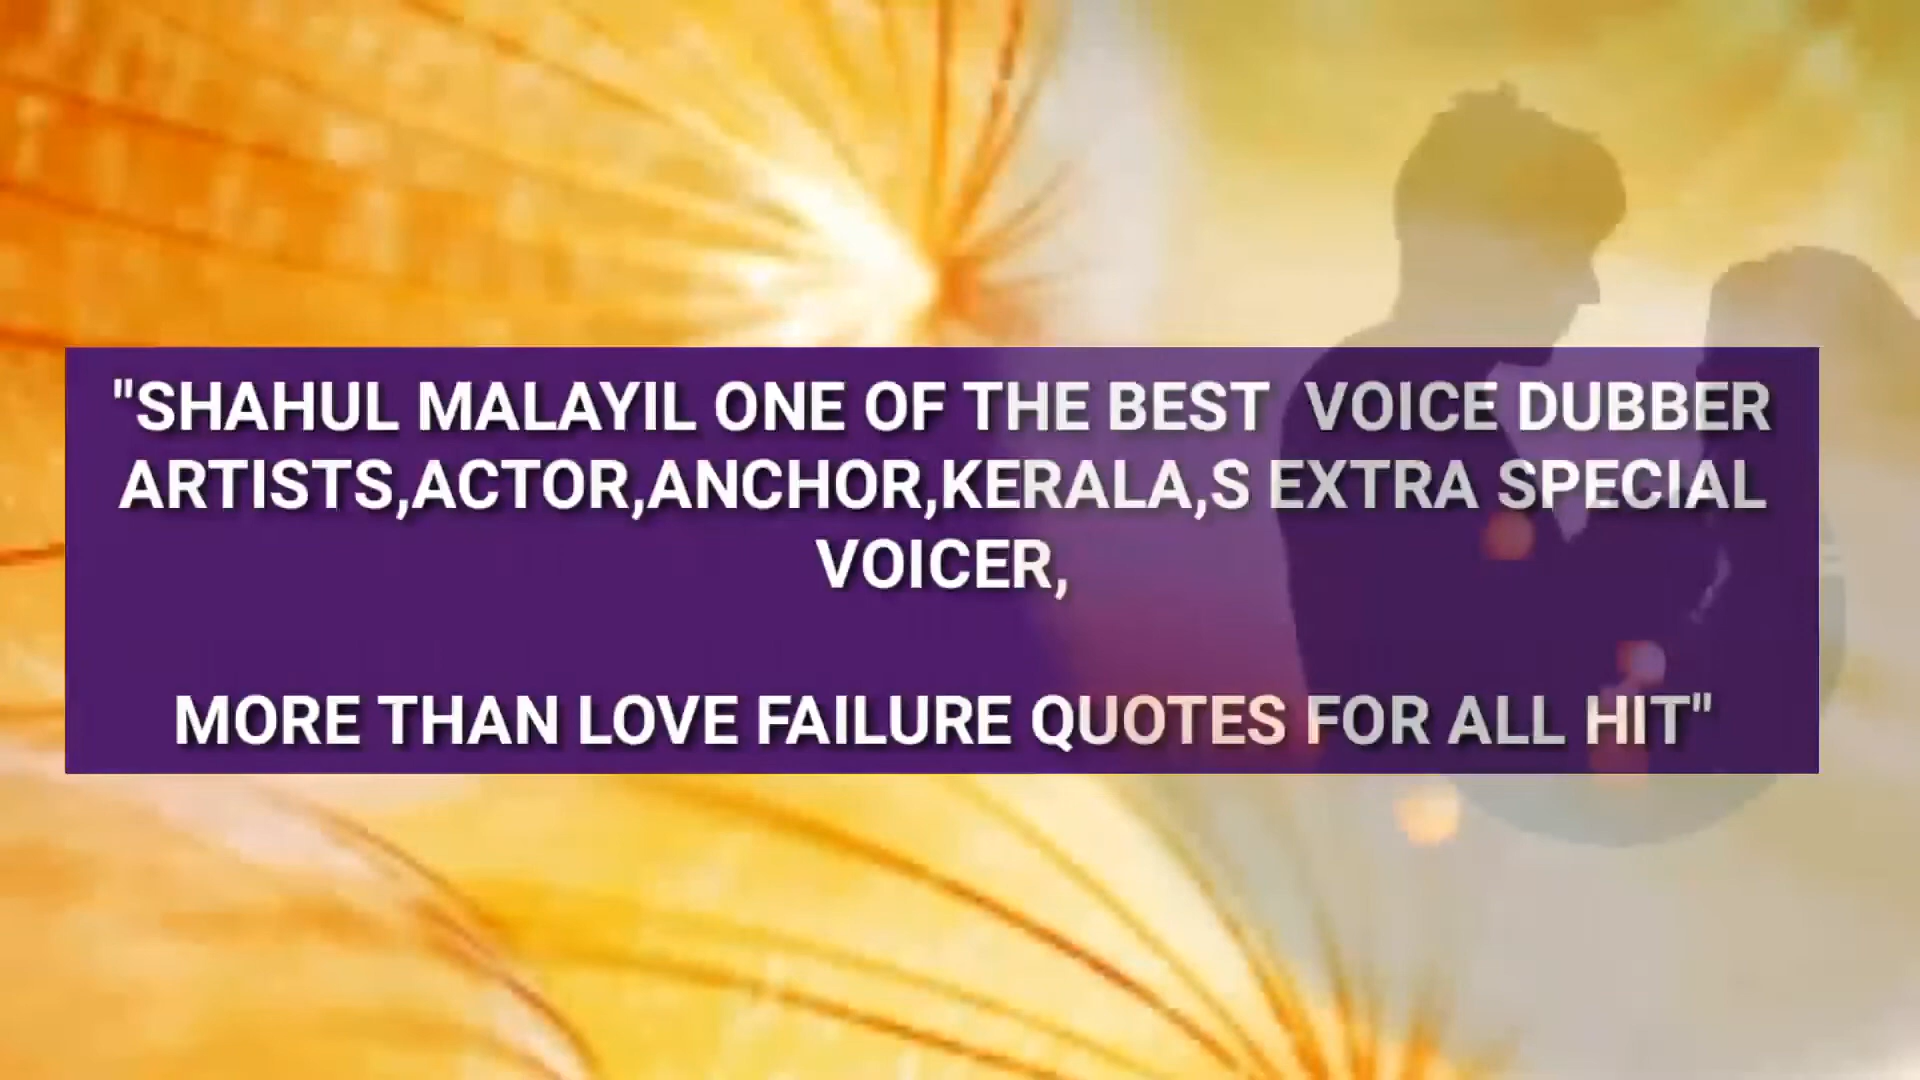 "SHAHUL MALAYIL ONE OF THE BEST  VOICE DUBBER
ARTISTS,ACTOR,ANCHOR,KERALA,S EXTRA SPECIAL
VOICER,
MORE THAN LOVE FAILURE QUOTES FOR ALL HIT"